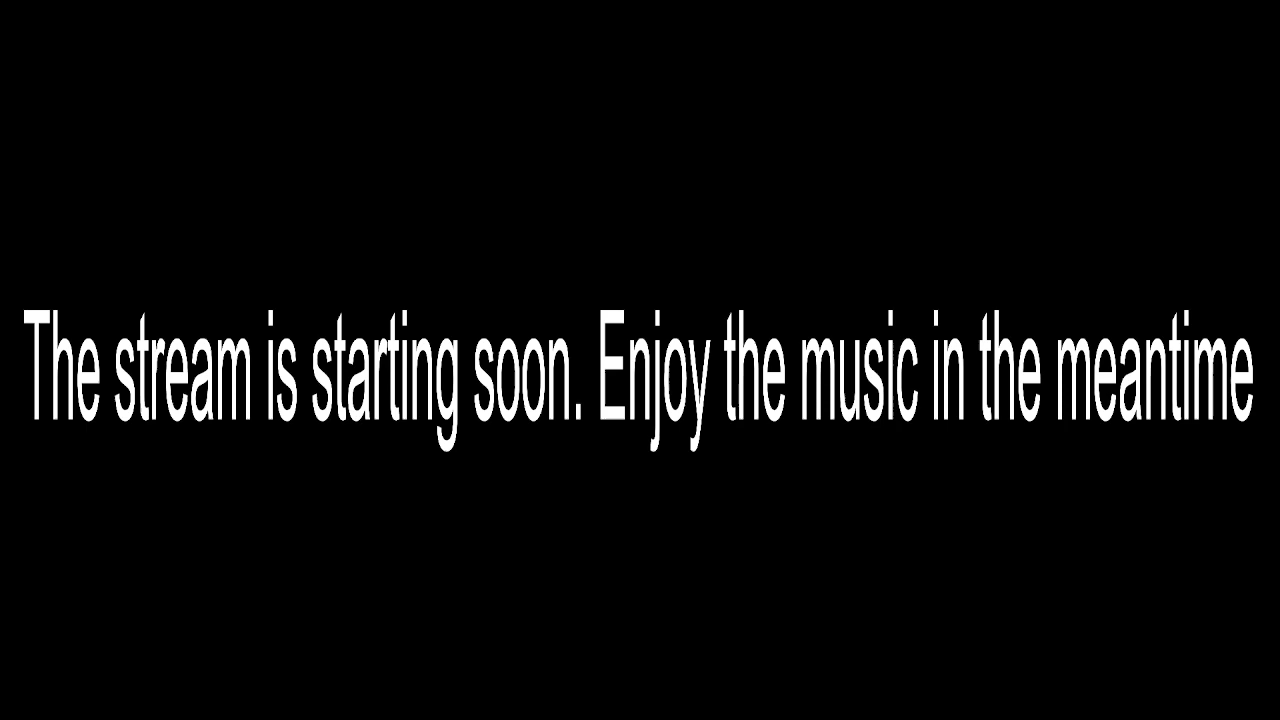 The stream is starting soon. Enjoy the music in the meantime